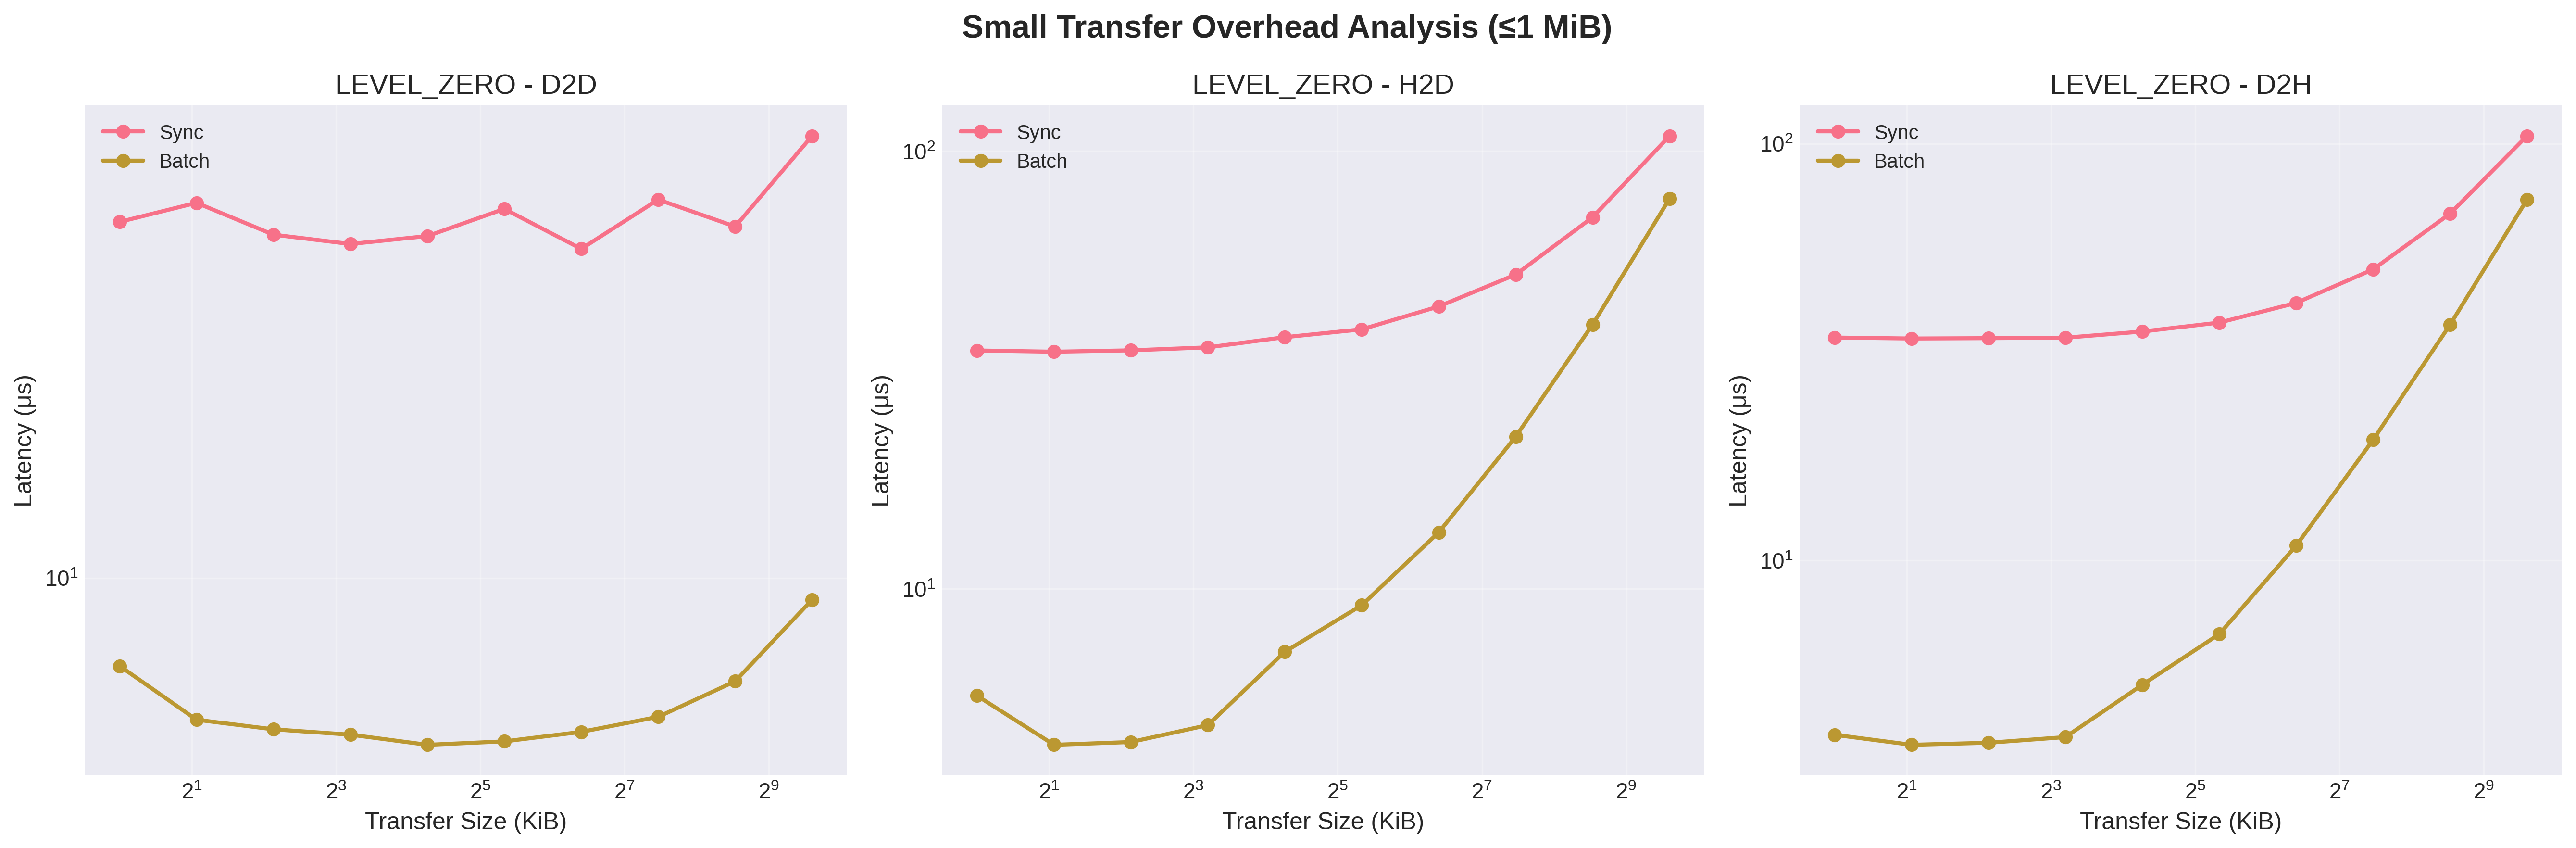 Small Transfer Overhead Analysis (≤1 MiB)
LEVEL_ZERO - D2D
Sync
Batch
Latency (μs)
10¹
2¹ 2³ 2⁵ 2⁷ 2⁹
Transfer Size (KiB)
LEVEL_ZERO - H2D
Sync
Batch
Latency (μs)
10²
10¹
2¹ 2³ 2⁵ 2⁷ 2⁹
Transfer Size (KiB)
LEVEL_ZERO - D2H
Sync
Batch
Latency (μs)
10²
10¹
2¹ 2³ 2⁵ 2⁷ 2⁹
Transfer Size (KiB)